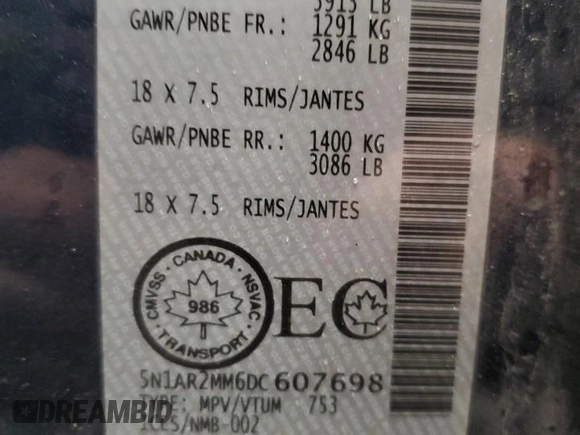 5915 LB
GAWR/PNBE FR.: 1291 KG
2846 LB
18 X 7.5 RIMS/JANTES
GAWR/PNBE RR.: 1400 KG
3086 LB
18 X 7.5 RIMS/JANTES
CMVSS · CANADA · NSVAC
986
· TRANSPORT ·
EC
5N1AR2MM6DC607698
TYPE: MPV/VTUM 753
ICES/NMB-002
DREAMBID